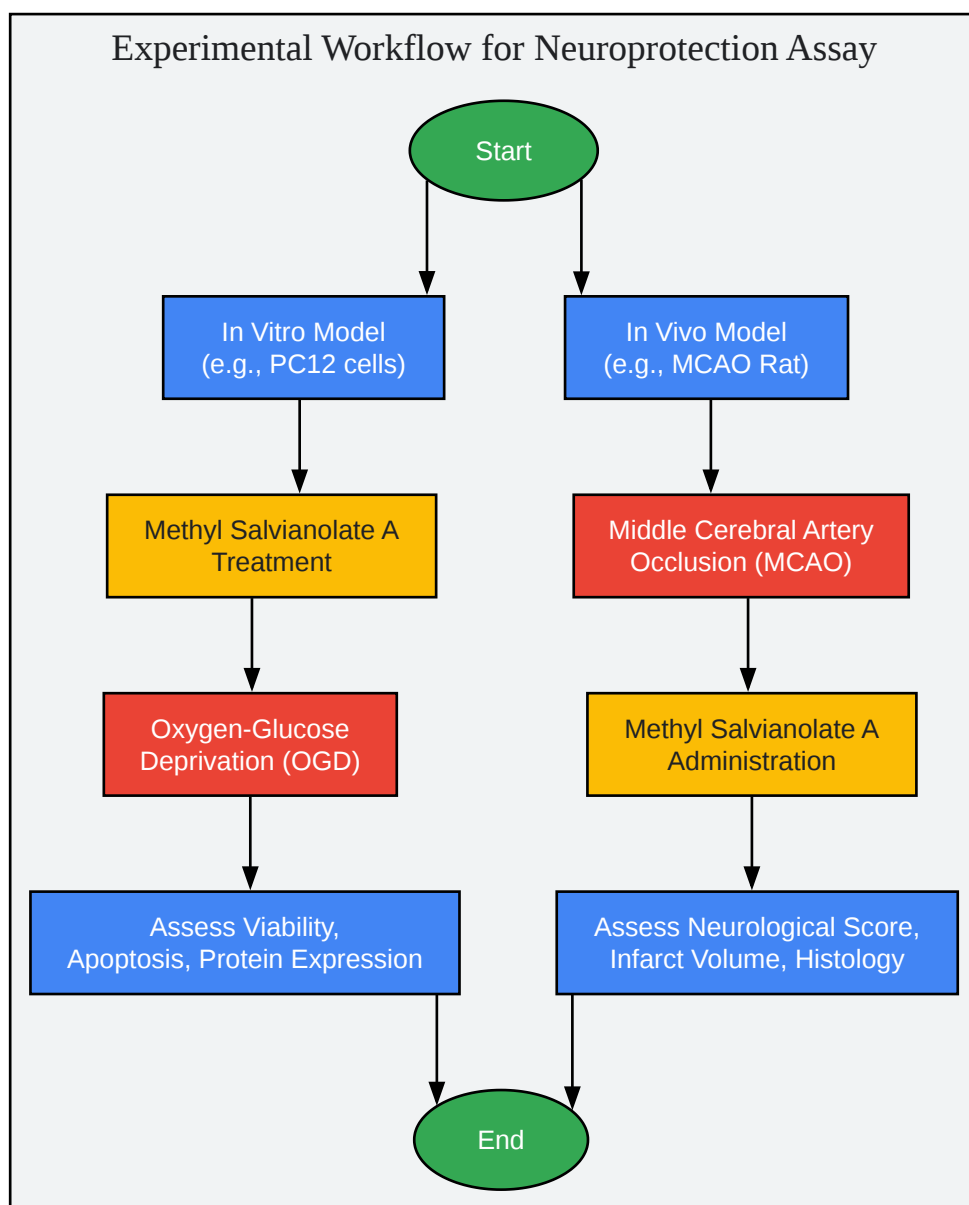 Experimental Workflow for Neuroprotection Assay
Start
In Vitro Model
(e.g., PC12 cells)
In Vivo Model
(e.g., MCAO Rat)
Methyl Salvianolate A
Treatment
Middle Cerebral Artery
Occlusion (MCAO)
Oxygen-Glucose
Deprivation (OGD)
Methyl Salvianolate A
Administration
Assess Viability,
Apoptosis, Protein Expression
Assess Neurological Score,
Infarct Volume, Histology
End